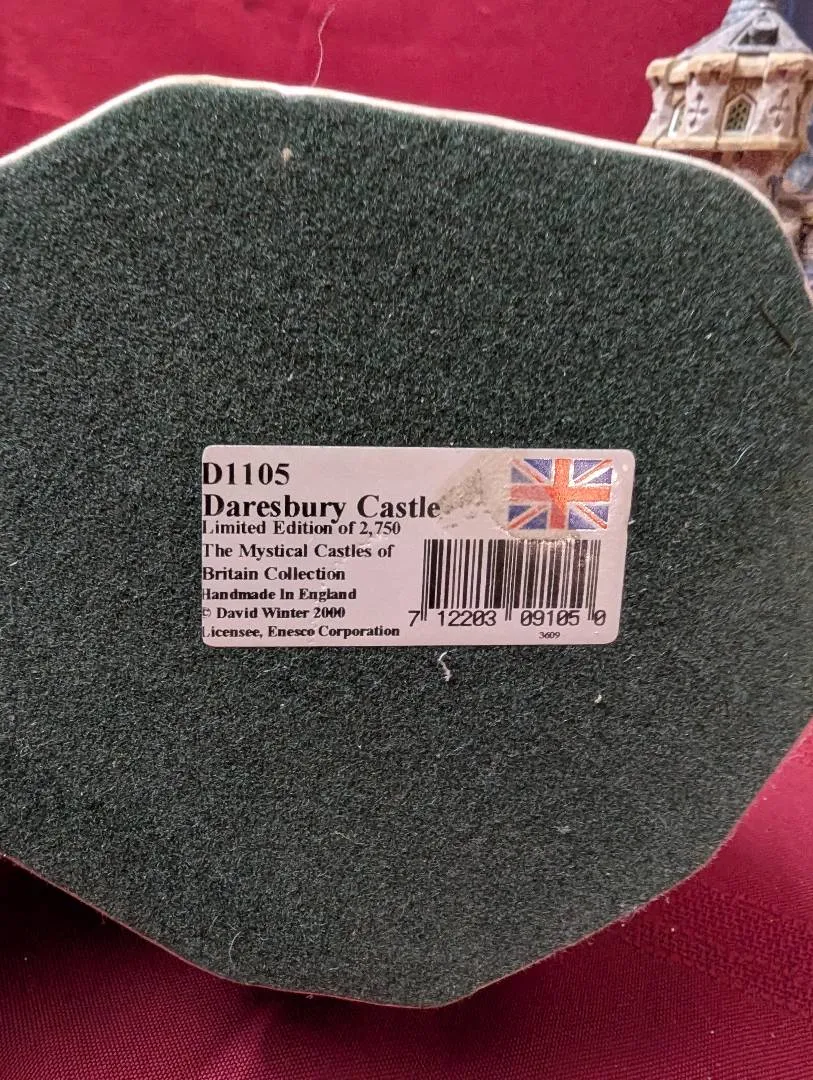 D1105
Daresbury Castle
Limited Edition of 2,750
The Mystical Castles of
Britain Collection
Handmade In England
© David Winter 2000
Licensee, Enesco Corporation
7 12203 09105 0
3609